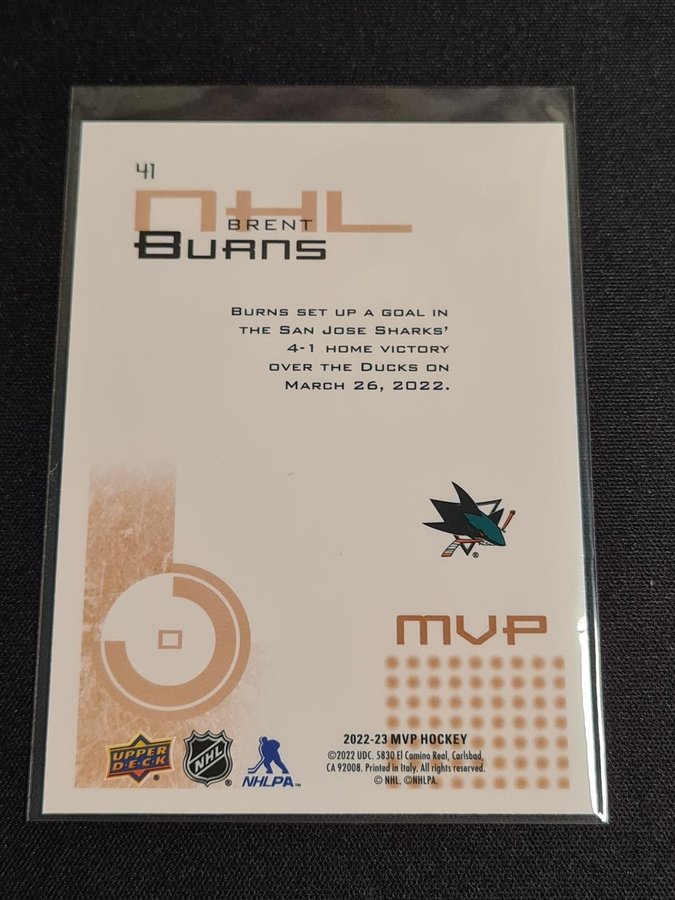 41
NHL
BRENT
BURNS
BURNS SET UP A GOAL IN
THE SAN JOSE SHARKS'
4-1 HOME VICTORY
OVER THE DUCKS ON
MARCH 26, 2022.
®
MVP
2022-23 MVP HOCKEY
©2022 UDC. 5830 El Camino Real, Carlsbad,
CA 92008. Printed in Italy. All rights reserved.
© NHL. ©NHLPA.
UPPER
DECK ®
NHL ®
NHLPA™